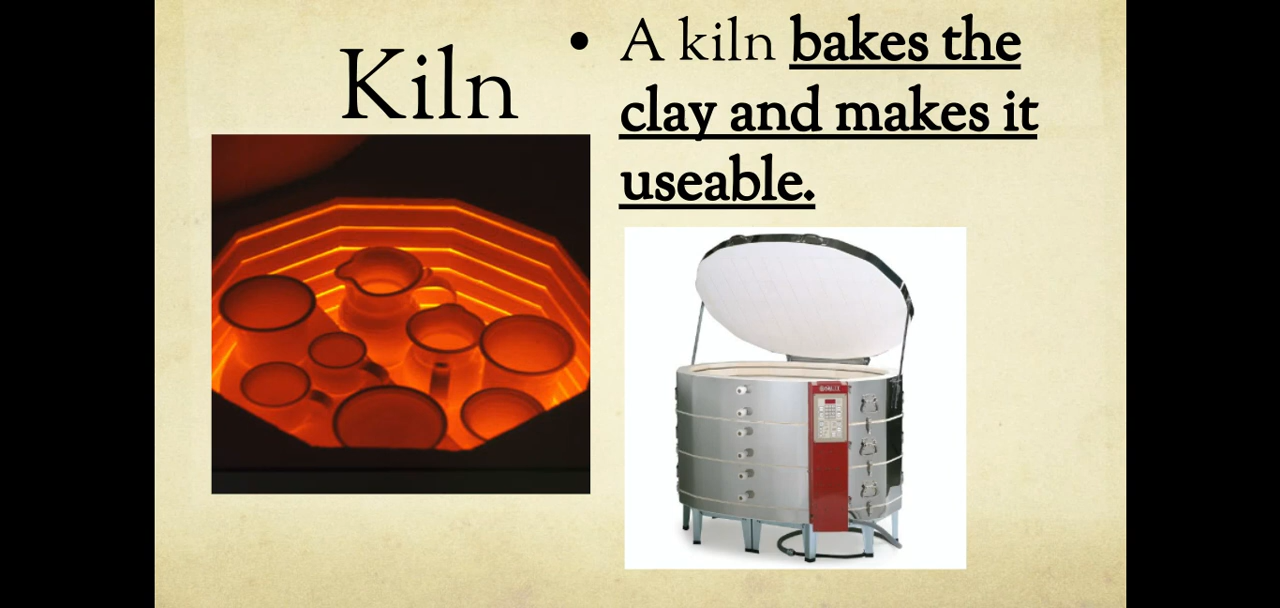 Kiln
• A kiln bakes the
clay and makes it
useable.